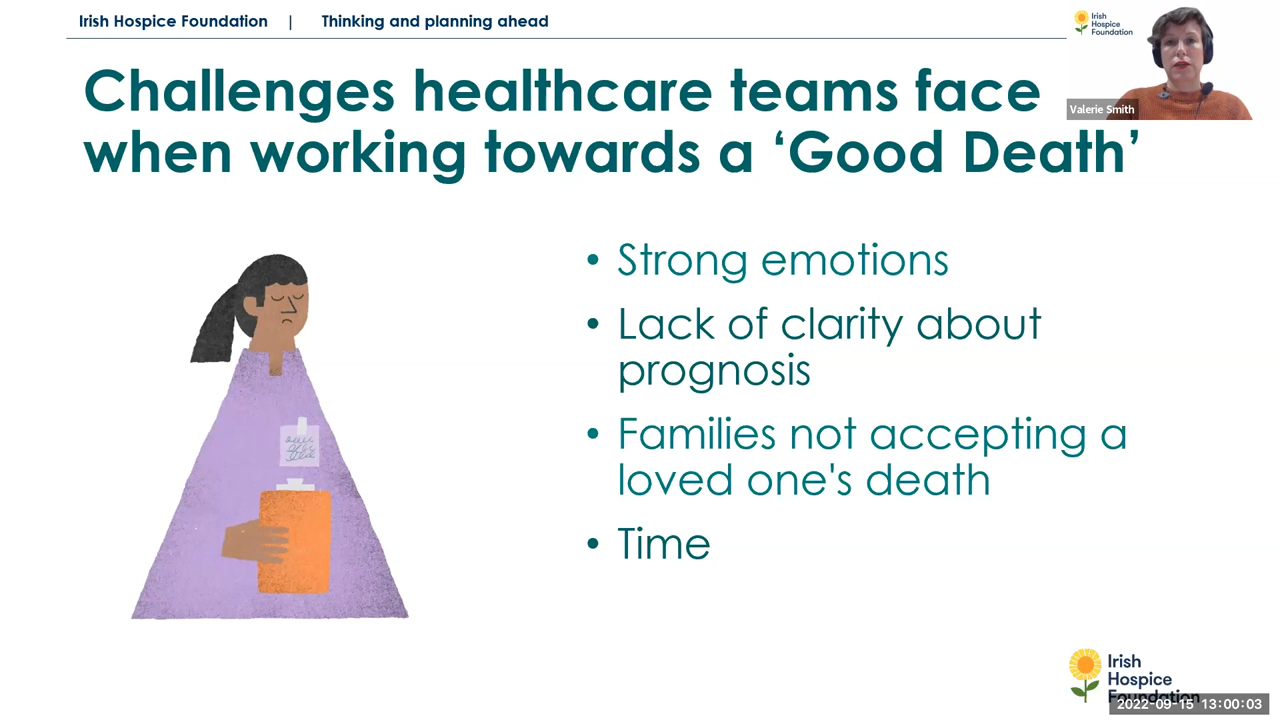 Irish Hospice Foundation | Thinking and planning ahead
Irish
Hospice
Foundation
Valerie Smith
Challenges healthcare teams face
when working towards a ‘Good Death’
• Strong emotions
• Lack of clarity about
prognosis
• Families not accepting a
loved one's death
• Time
Irish
Hospice
Foundation
2022-09-15 13:00:03